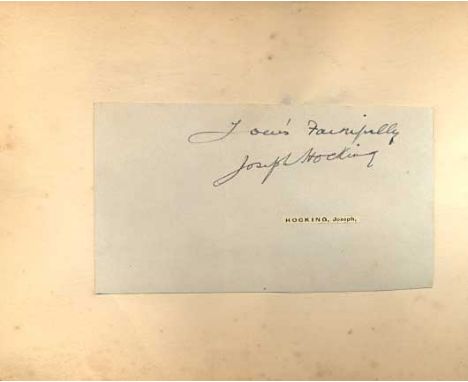 Yours Faithfully
Joseph Hocking
HOCKING, Joseph,